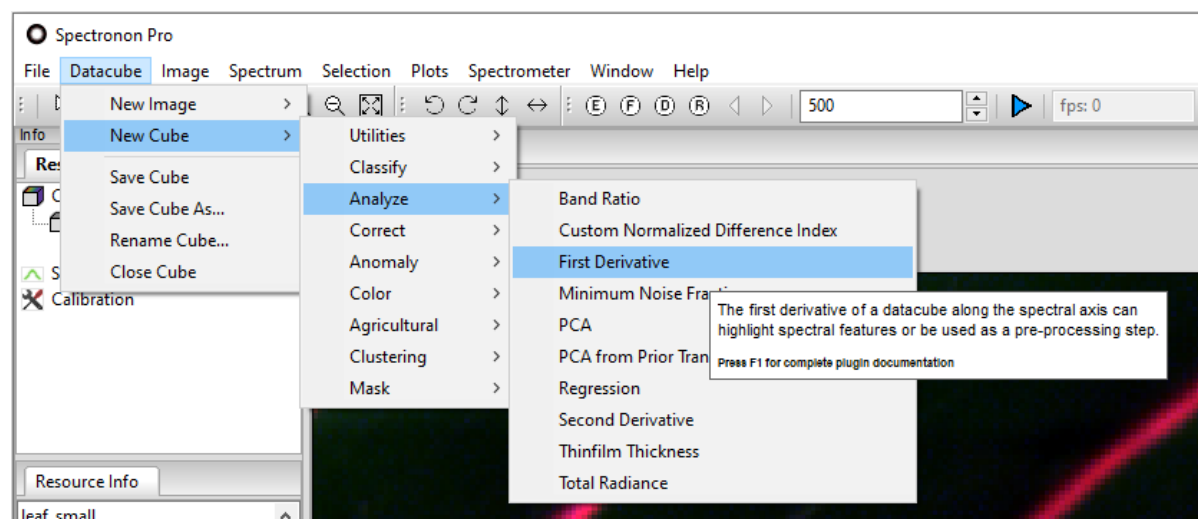 Spectronon Pro
File Datacube Image Spectrum Selection Plots Spectrometer Window Help
E F D R 500 fps: 0
Info
New Image
New Cube
Save Cube
Save Cube As...
Rename Cube...
Close Cube
Calibration
Utilities
Classify
Analyze
Correct
Anomaly
Color
Agricultural
Clustering
Mask
Band Ratio
Custom Normalized Difference Index
First Derivative
Minimum Noise
PCA
PCA from Prior
Regression
Second Derivative
Thinfilm Thickness
Total Radiance
The first derivative of a datacube along the spectral axis can
highlight spectral features or be used as a pre-processing step.
Press F1 for complete plugin documentation
Resource Info
leaf_small